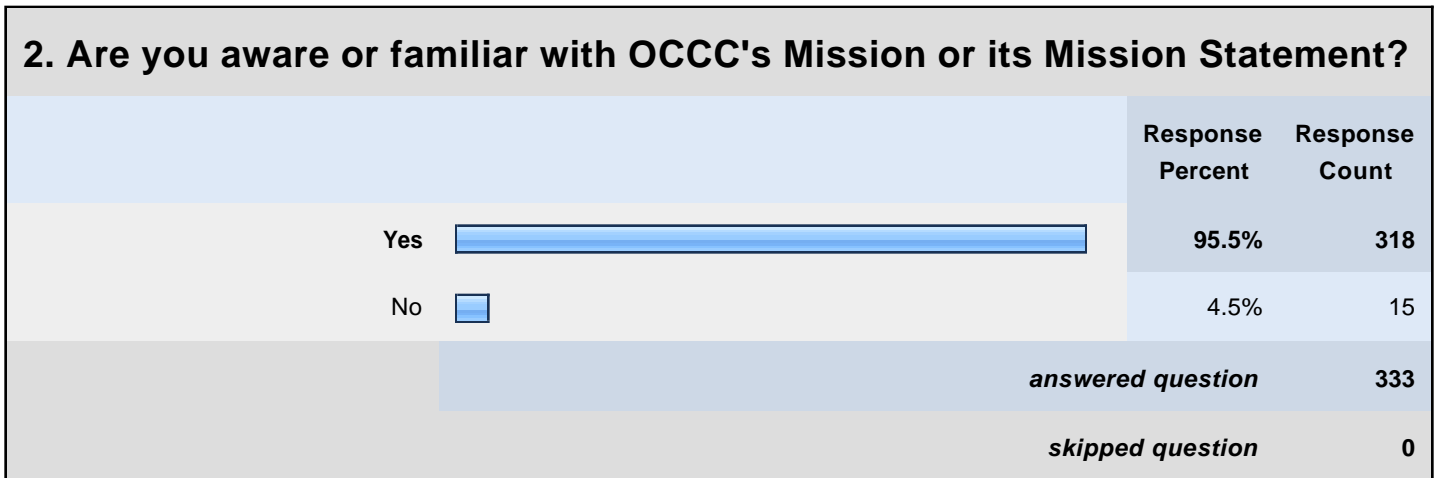 2. Are you aware or familiar with OCCC's Mission or its Mission Statement?
Response Response
Percent Count
Yes 95.5% 318
No 4.5% 15
answered question 333
skipped question 0